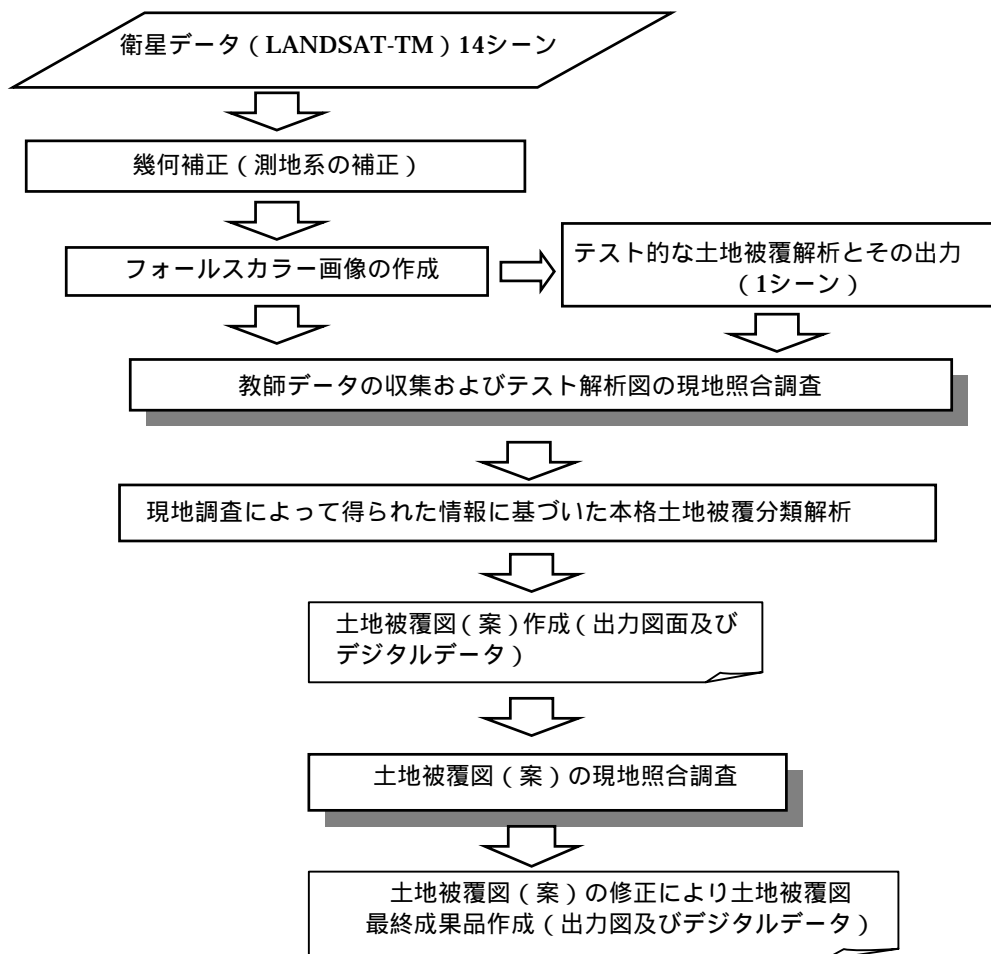 衛星データ（LANDSAT-TM）14シーン
幾何補正（測地系の補正）
フォールスカラー画像の作成
テスト的な土地被覆解析とその出力
（1シーン）
教師データの収集およびテスト解析図の現地照合調査
現地調査によって得られた情報に基づいた本格土地被覆分類解析
土地被覆図（案）作成（出力図面及び
デジタルデータ）
土地被覆図（案）の現地照合調査
土地被覆図（案）の修正により土地被覆図
最終成果品作成（出力図及びデジタルデータ）